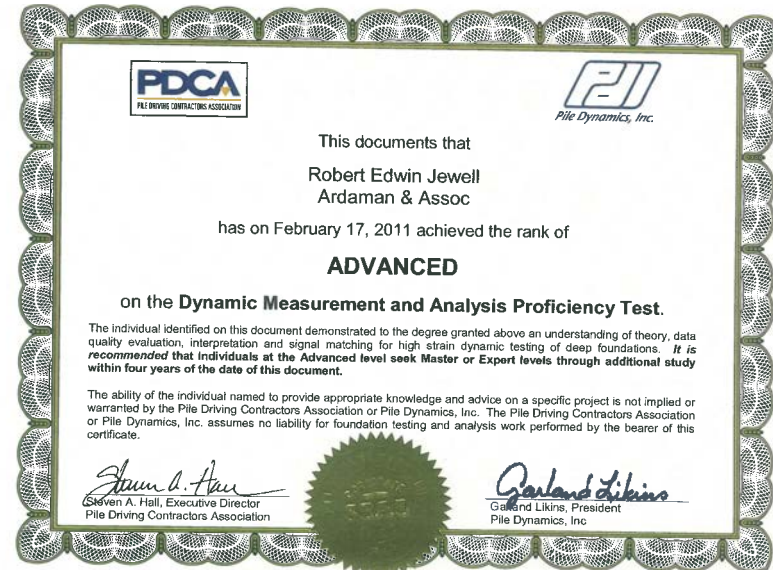 PDCA
PILE DRIVING CONTRACTORS ASSOCIATION
Pile Dynamics, Inc.
This documents that
Robert Edwin Jewell
Ardaman & Assoc
has on February 17, 2011 achieved the rank of
ADVANCED
on the Dynamic Measurement and Analysis Proficiency Test.
The individual identified on this document demonstrated to the degree granted above an understanding of theory, data
quality evaluation, interpretation and signal matching for high strain dynamic testing of deep foundations. It is
recommended that individuals at the Advanced level seek Master or Expert levels through additional study
within four years of the date of this document.
The ability of the individual named to provide appropriate knowledge and advice on a specific project is not implied or
warranted by the Pile Driving Contractors Association or Pile Dynamics, Inc. The Pile Driving Contractors Association
or Pile Dynamics, Inc. assumes no liability for foundation testing and analysis work performed by the bearer of this
certificate.
Steven A. Hall
Steven A. Hall, Executive Director
Pile Driving Contractors Association
Garland Likins
Garland Likins, President
Pile Dynamics, Inc